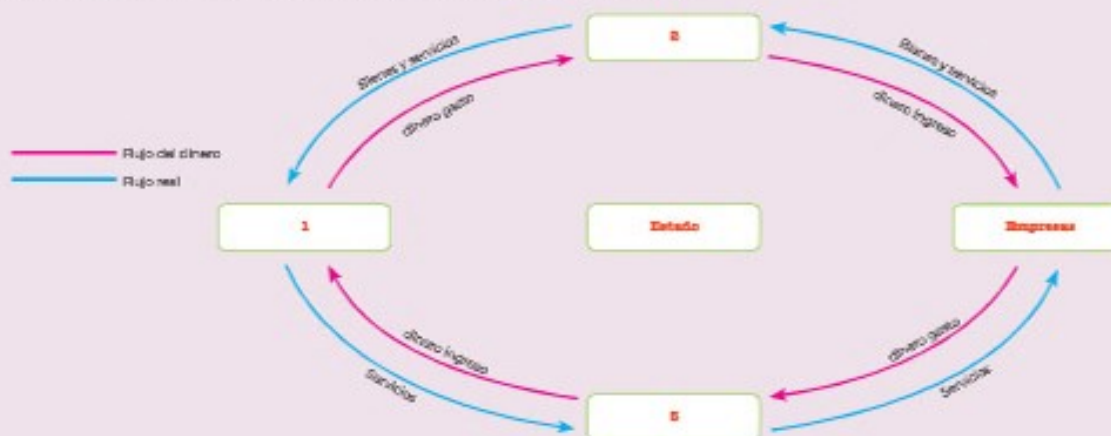 2
Bienes y servicios
dinero gasto
Bienes y servicios
dinero ingreso
Flujo del dinero
Flujo real
1
Estado
Empresas
dinero ingreso
Servicios
dinero gasto
Servicios
5